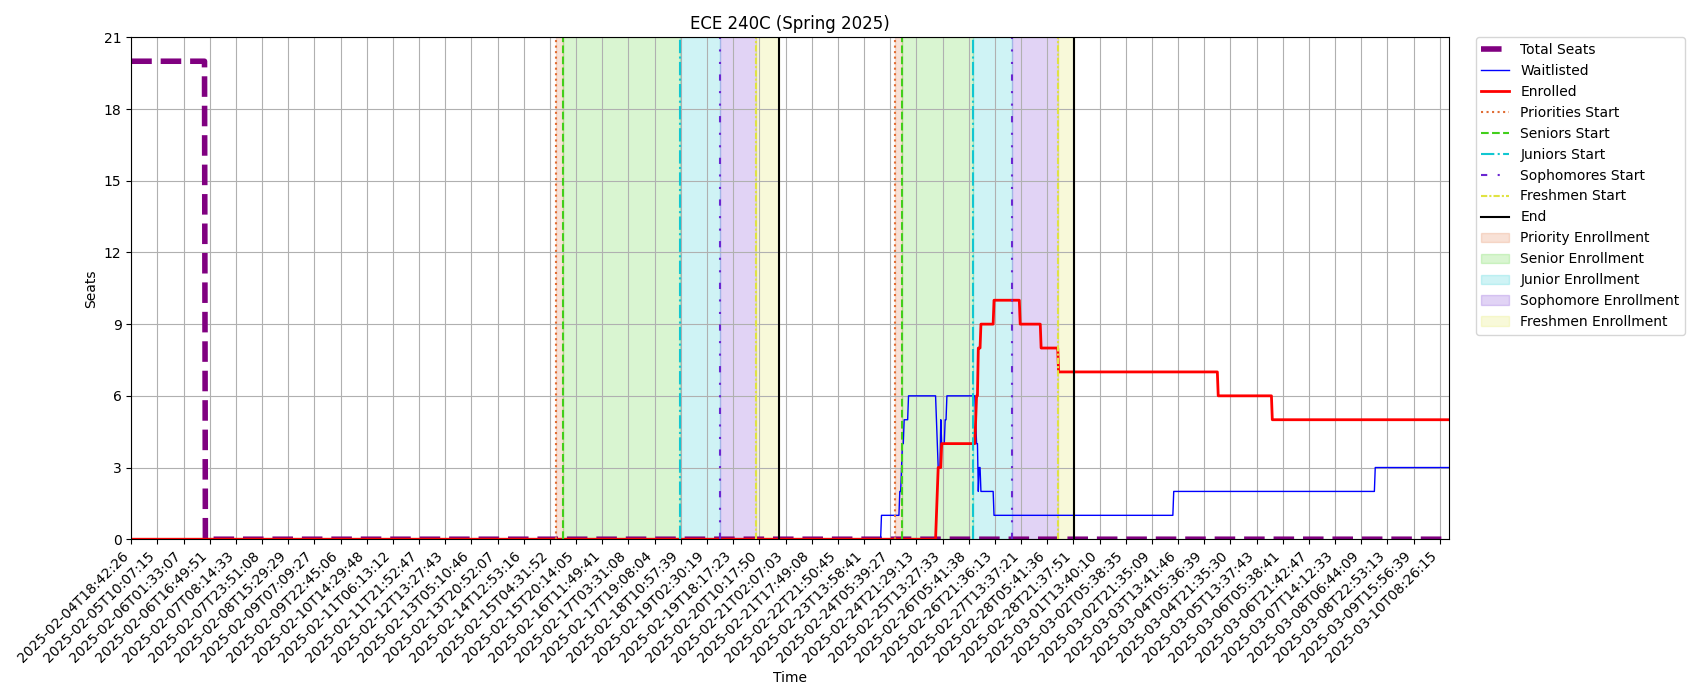 ECE 240C (Spring 2025)
21
18
15
12
9
6
3
0
Seats
2025-02-04T18:42:26
2025-02-05T10:07:15
2025-02-06T01:33:07
2025-02-06T16:49:51
2025-02-07T08:14:33
2025-02-07T23:51:08
2025-02-08T15:29:29
2025-02-09T07:09:27
2025-02-09T22:45:06
2025-02-10T14:29:48
2025-02-11T06:13:12
2025-02-11T21:52:47
2025-02-12T13:27:43
2025-02-13T05:10:46
2025-02-13T20:52:07
2025-02-14T12:53:16
2025-02-15T04:31:52
2025-02-15T20:14:05
2025-02-16T11:49:41
2025-02-17T03:31:08
2025-02-17T19:08:04
2025-02-18T10:57:39
2025-02-19T02:30:19
2025-02-19T18:17:23
2025-02-20T10:17:50
2025-02-21T02:07:03
2025-02-21T17:49:08
2025-02-22T21:50:45
2025-02-23T13:58:41
2025-02-24T05:39:27
2025-02-24T21:29:13
2025-02-25T13:27:33
2025-02-26T05:41:38
2025-02-26T21:36:13
2025-02-27T13:37:21
2025-02-28T05:41:36
2025-02-28T21:37:51
2025-03-01T13:40:10
2025-03-02T05:38:35
2025-03-02T21:35:09
2025-03-03T13:41:46
2025-03-04T05:36:39
2025-03-04T21:35:30
2025-03-05T13:37:43
2025-03-06T05:38:41
2025-03-06T21:42:47
2025-03-07T14:12:33
2025-03-08T06:44:09
2025-03-08T22:53:13
2025-03-09T15:56:39
2025-03-10T08:26:15
Time
Total Seats
Waitlisted
Enrolled
Priorities Start
Seniors Start
Juniors Start
Sophomores Start
Freshmen Start
End
Priority Enrollment
Senior Enrollment
Junior Enrollment
Sophomore Enrollment
Freshmen Enrollment